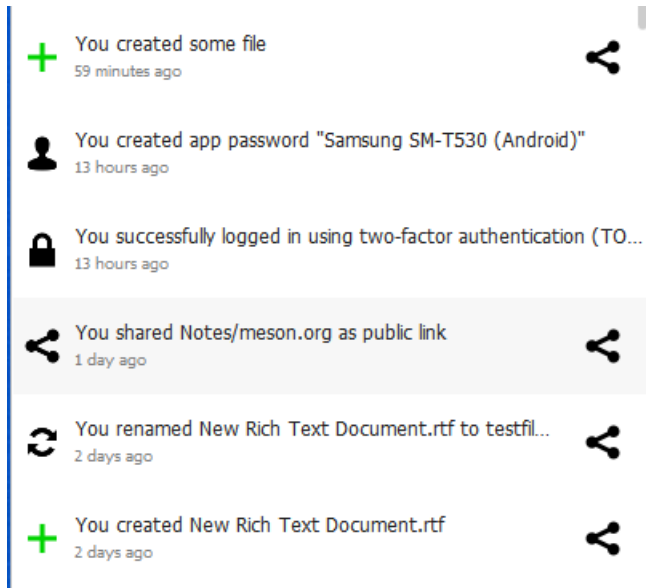 You created some file
59 minutes ago
You created app password "Samsung SM-T530 (Android)"
13 hours ago
You successfully logged in using two-factor authentication (TO...
13 hours ago
You shared Notes/meson.org as public link
1 day ago
You renamed New Rich Text Document.rtf to testfil...
2 days ago
You created New Rich Text Document.rtf
2 days ago